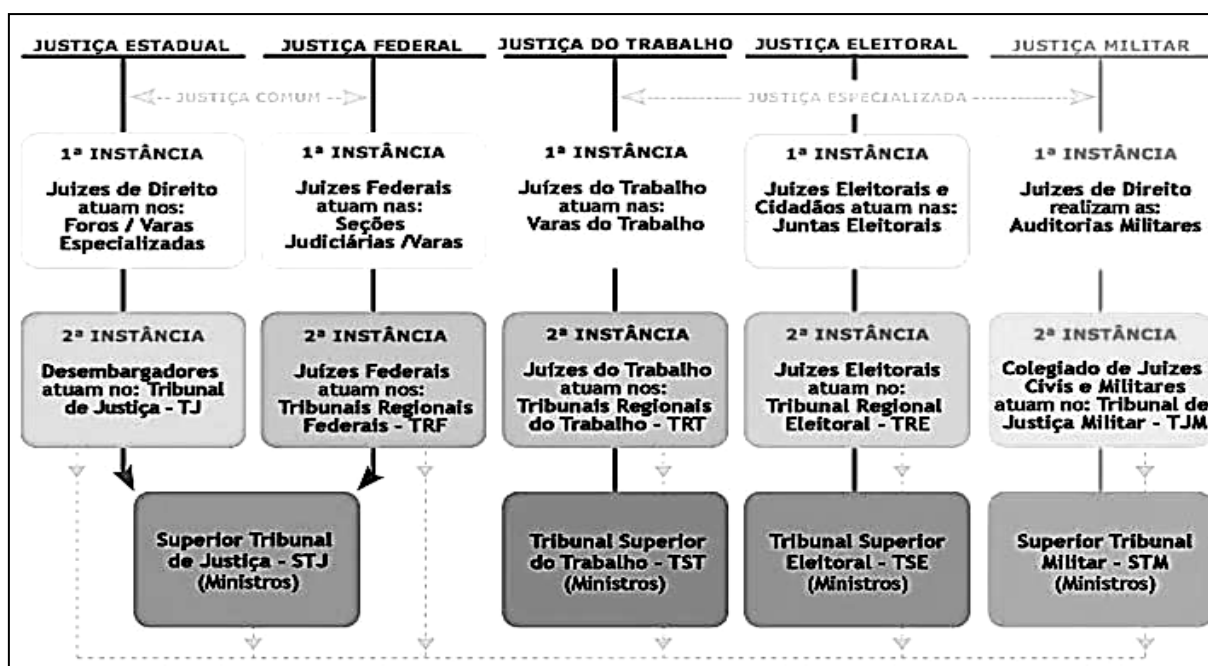 JUSTIÇA ESTADUAL
JUSTIÇA FEDERAL
JUSTIÇA DO TRABALHO
JUSTIÇA ELEITORAL
JUSTIÇA MILITAR
JUSTIÇA COMUM
JUSTIÇA ESPECIALIZADA
1ª INSTÂNCIA
Juizes de Direito
atuam nos:
Foros / Varas
Especializadas
1ª INSTÂNCIA
Juizes Federais
atuam nas:
Seções
Judiciárias /Varas
1ª INSTÂNCIA
Juízes do Trabalho
atuam nas:
Varas do Trabalho
1ª INSTÂNCIA
Juizes Eleitorais e
Cidadãos atuam nas:
Juntas Eleitorais
1ª INSTÂNCIA
Juizes de Direito
realizam as:
Auditorias Militares
2ª INSTÂNCIA
Desembargadores
atuam no: Tribunal
de Justiça - TJ
2ª INSTÂNCIA
Juízes Federais
atuam nos:
Tribunais Regionais
Federais - TRF
2ª INSTÂNCIA
Juízes do Trabalho
atuam nos:
Tribunais Regionais
do Trabalho - TRT
2ª INSTÂNCIA
Juizes Eleitorais
atuam no:
Tribunal Regional
Eleitoral - TRE
2ª INSTÂNCIA
Colegiado de Juizes
Civis e Militares
atuam no: Tribunal de
Justiça Militar - TJM
Superior Tribunal
de Justiça - STJ
(Ministros)
Tribunal Superior
do Trabalho - TST
(Ministros)
Tribunal Superior
Eleitoral - TSE
(Ministros)
Superior Tribunal
Militar - STM
(Ministros)